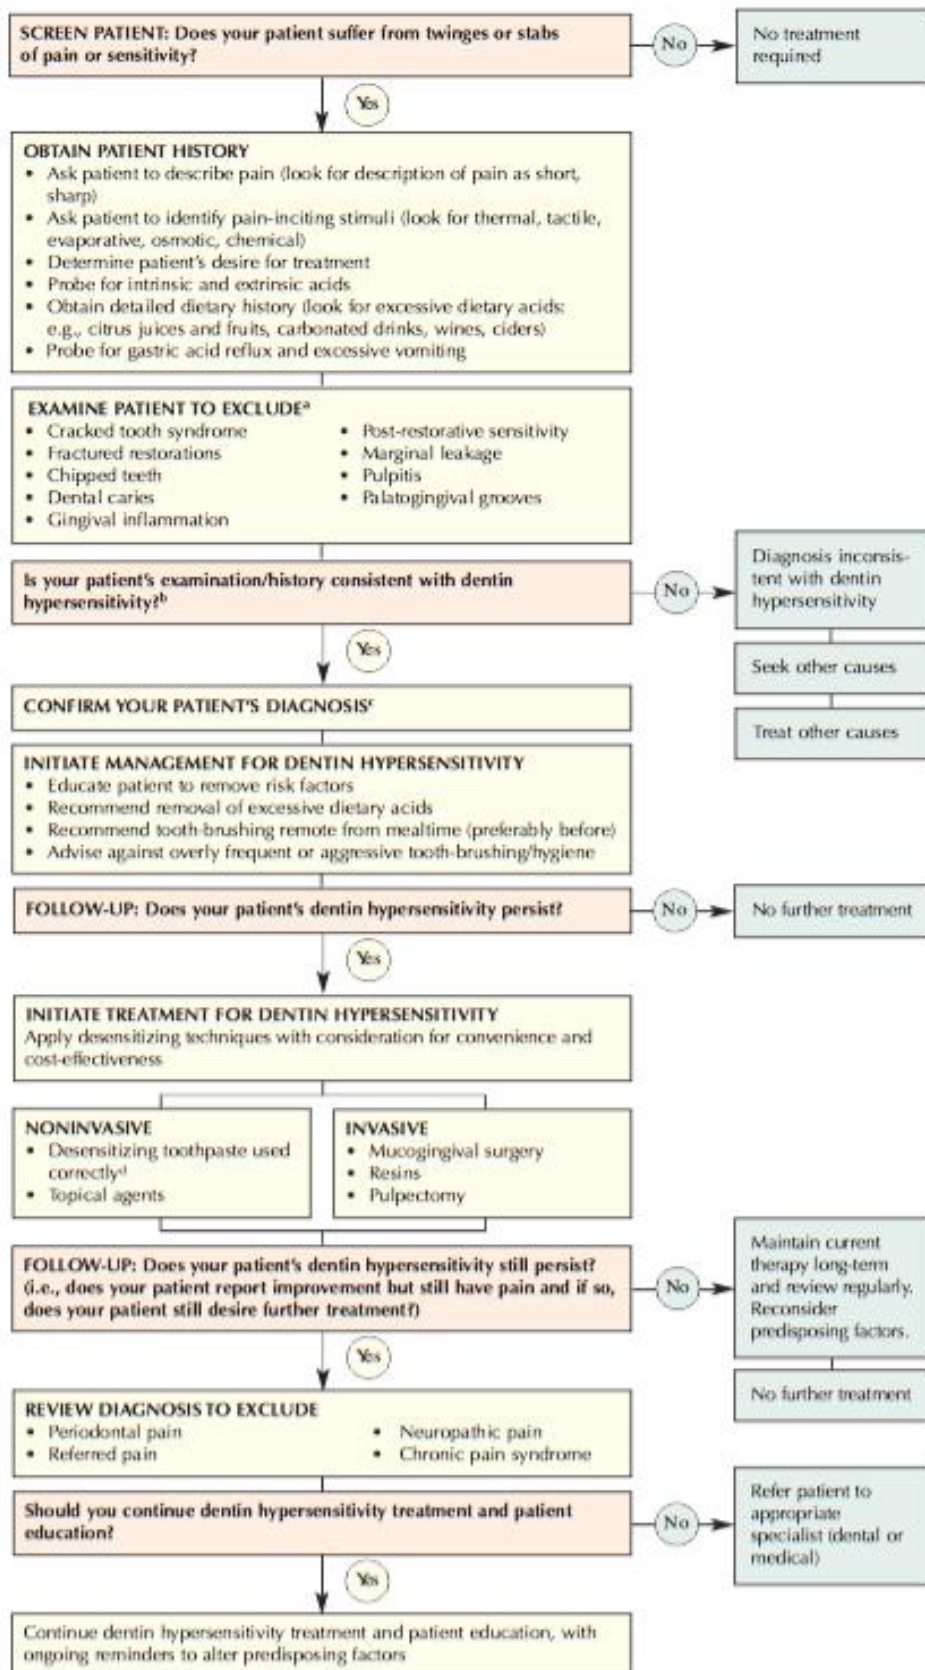 SCREEN PATIENT: Does your patient suffer from twinges or stabs
of pain or sensitivity?
No
No treatment
required
Yes
OBTAIN PATIENT HISTORY
• Ask patient to describe pain (look for description of pain as short,
sharp)
• Ask patient to identify pain-inciting stimuli (look for thermal, tactile,
evaporative, osmotic, chemical)
• Determine patient's desire for treatment
• Probe for intrinsic and extrinsic acids
• Obtain detailed dietary history (look for excessive dietary acids:
e.g., citrus juices and fruits, carbonated drinks, wines, ciders)
• Probe for gastric acid reflux and excessive vomiting
EXAMINE PATIENT TO EXCLUDEᵃ
• Cracked tooth syndrome
• Fractured restorations
• Chipped teeth
• Dental caries
• Gingival inflammation
• Post-restorative sensitivity
• Marginal leakage
• Pulpitis
• Palatogingival grooves
Is your patient's examination/history consistent with dentin
hypersensitivity?ᵇ
No
Diagnosis inconsis-
tent with dentin
hypersensitivity
Seek other causes
Treat other causes
Yes
CONFIRM YOUR PATIENT'S DIAGNOSISᶜ
INITIATE MANAGEMENT FOR DENTIN HYPERSENSITIVITY
• Educate patient to remove risk factors
• Recommend removal of excessive dietary acids
• Recommend tooth-brushing remote from mealtime (preferably before)
• Advise against overly frequent or aggressive tooth-brushing/hygiene
FOLLOW-UP: Does your patient's dentin hypersensitivity persist?
No
No further treatment
Yes
INITIATE TREATMENT FOR DENTIN HYPERSENSITIVITY
Apply desensitizing techniques with consideration for convenience and
cost-effectiveness
NONINVASIVE
• Desensitizing toothpaste used
correctlyᵈ
• Topical agents
INVASIVE
• Mucogingival surgery
• Resins
• Pulpectomy
FOLLOW-UP: Does your patient's dentin hypersensitivity still persist?
(i.e., does your patient report improvement but still have pain and if so,
does your patient still desire further treatment?)
No
Maintain current
therapy long-term
and review regularly.
Reconsider
predisposing factors.
No further treatment
Yes
REVIEW DIAGNOSIS TO EXCLUDE
• Periodontal pain
• Referred pain
• Neuropathic pain
• Chronic pain syndrome
Should you continue dentin hypersensitivity treatment and patient
education?
No
Refer patient to
appropriate
specialist (dental or
medical)
Yes
Continue dentin hypersensitivity treatment and patient education, with
ongoing reminders to alter predisposing factors